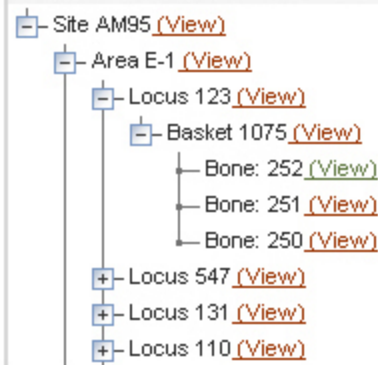 Site AM95 (View)
Area E-1 (View)
Locus 123 (View)
Basket 1075 (View)
Bone: 252 (View)
Bone: 251 (View)
Bone: 250 (View)
Locus 547 (View)
Locus 131 (View)
Locus 110 (View)